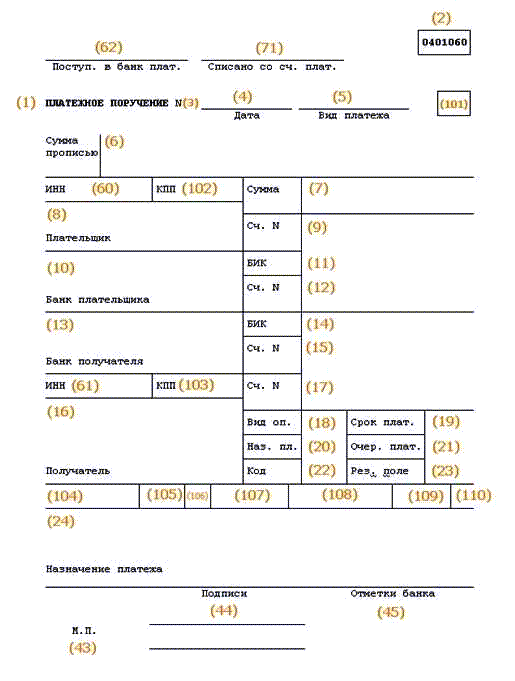 (2)
(62) (71) 0401060
Поступ. в банк плат. Списано со сч. плат.
(1) ПЛАТЕЖНОЕ ПОРУЧЕНИЕ N(3) (4) (5) (101)
Дата Вид платежа
Сумма (6)
прописью
ИНН (60) КПП (102) Сумма (7)
(8)
Сч. N (9)
Плательщик
(10) БИК (11)
Сч. N (12)
Банк плательщика
(13) БИК (14)
Сч. N (15)
Банк получателя
ИНН (61) КПП (103) Сч. N (17)
(16)
Вид оп. (18) Срок плат. (19)
Наз. пл. (20) Очер. плат. (21)
Получатель Код (22) Рез. поле (23)
(104) (105) (106) (107) (108) (109) (110)
(24)
Назначение платежа
Подписи Отметки банка
(44) (45)
М.П.
(43)